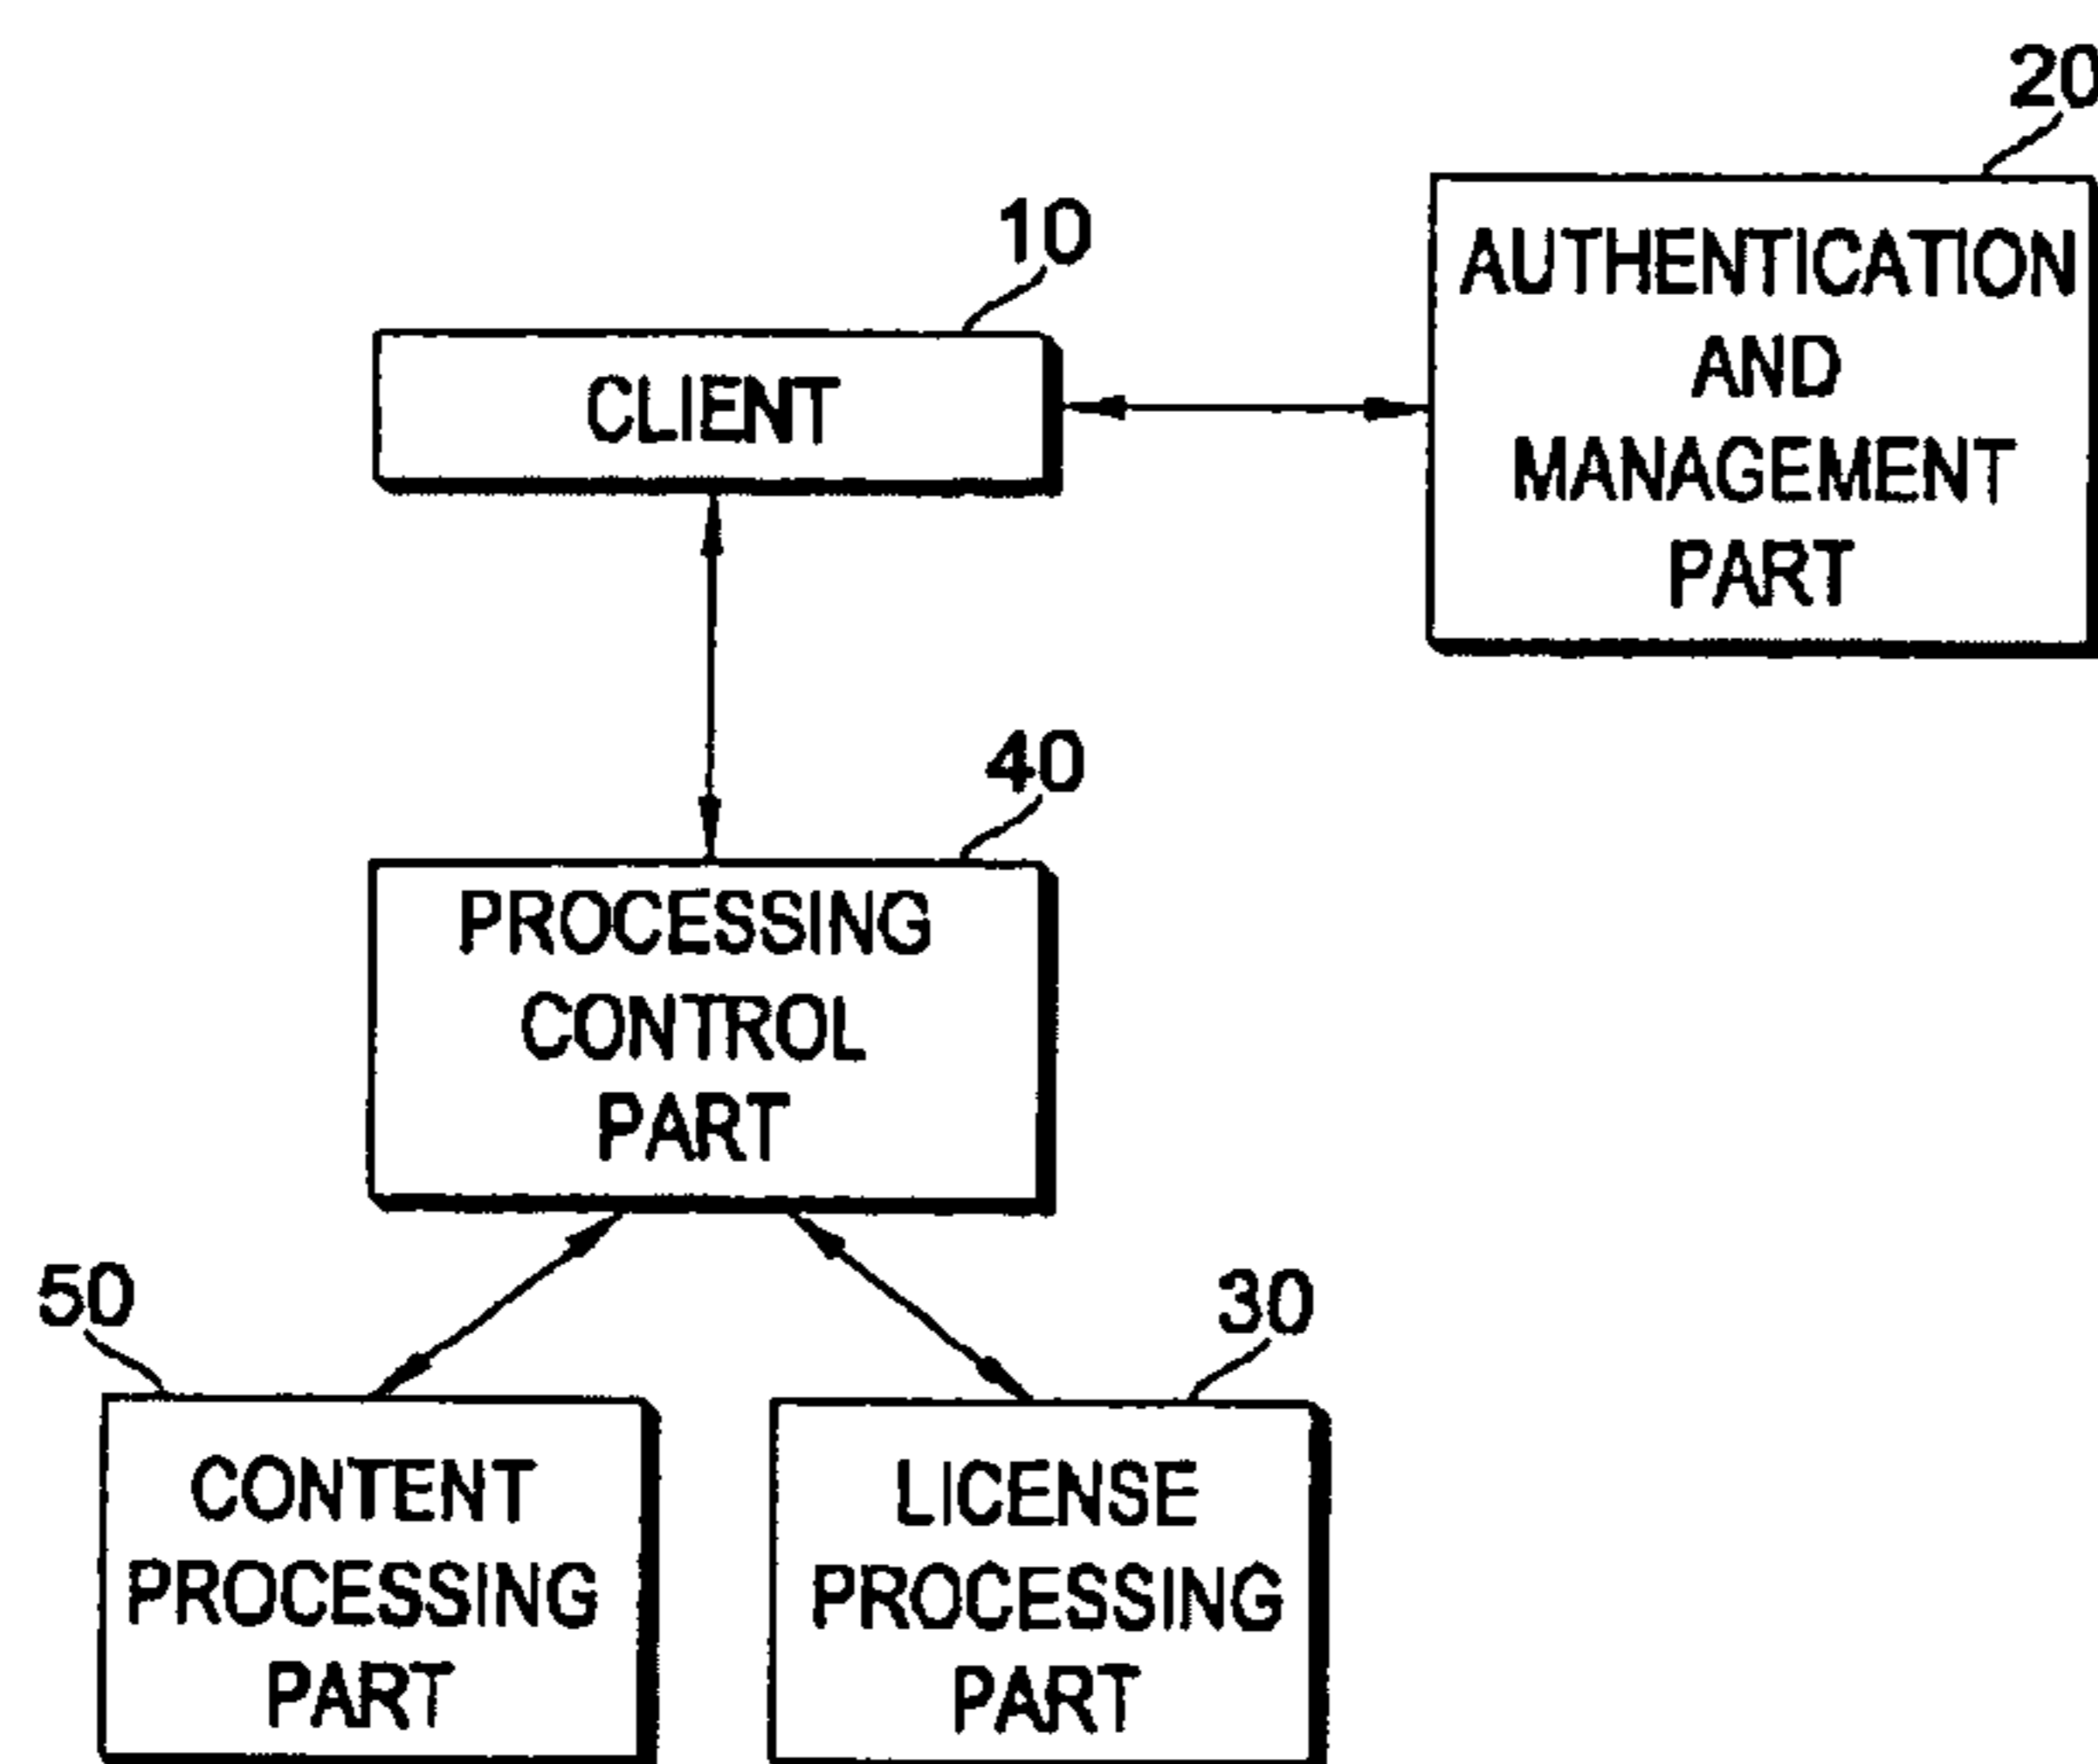 20
AUTHENTICATION
AND
MANAGEMENT
PART
10
CLIENT
40
PROCESSING
CONTROL
PART
50
CONTENT
PROCESSING
PART
30
LICENSE
PROCESSING
PART